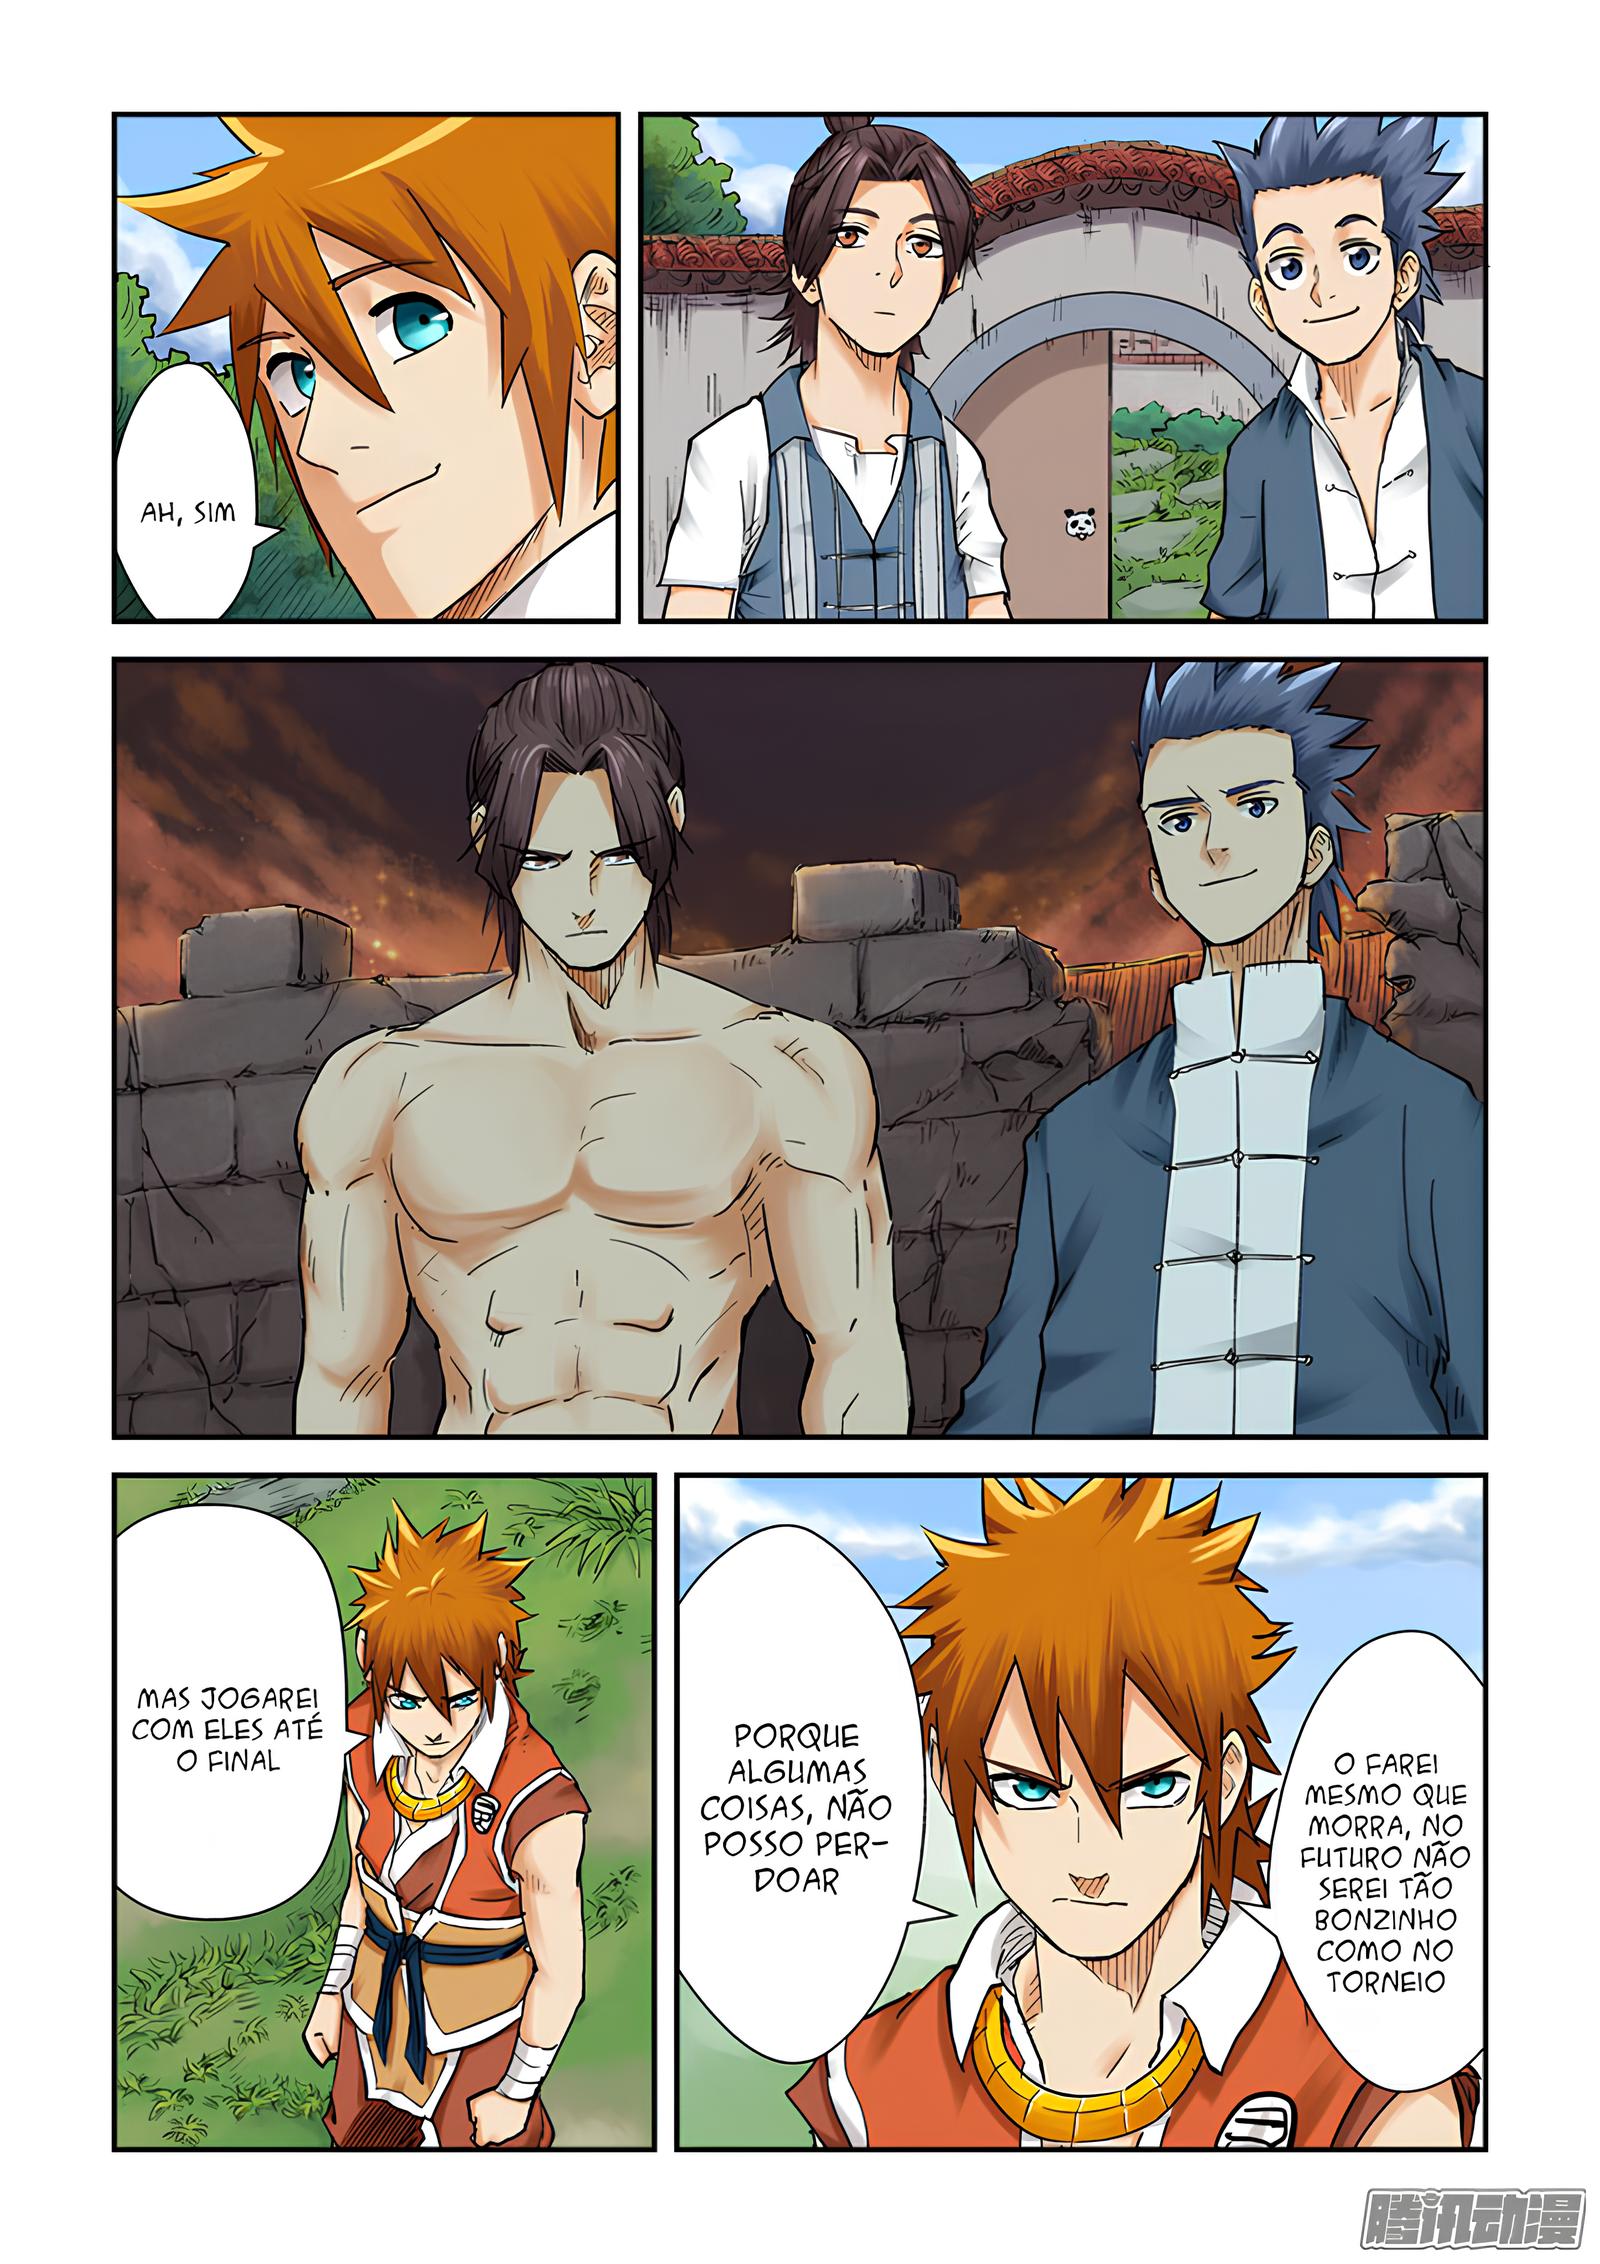 AH, SIM
MAS JOGAREI
COM ELES ATÉ
O FINAL
PORQUE
ALGUMAS
COISAS, NÃO
POSSO PER-
DOAR
O FAREI
MESMO QUE
MORRA, NO
FUTURO NÃO
SEREI TÃO
BONZINHO
COMO NO
TORNEIO
腾讯动漫